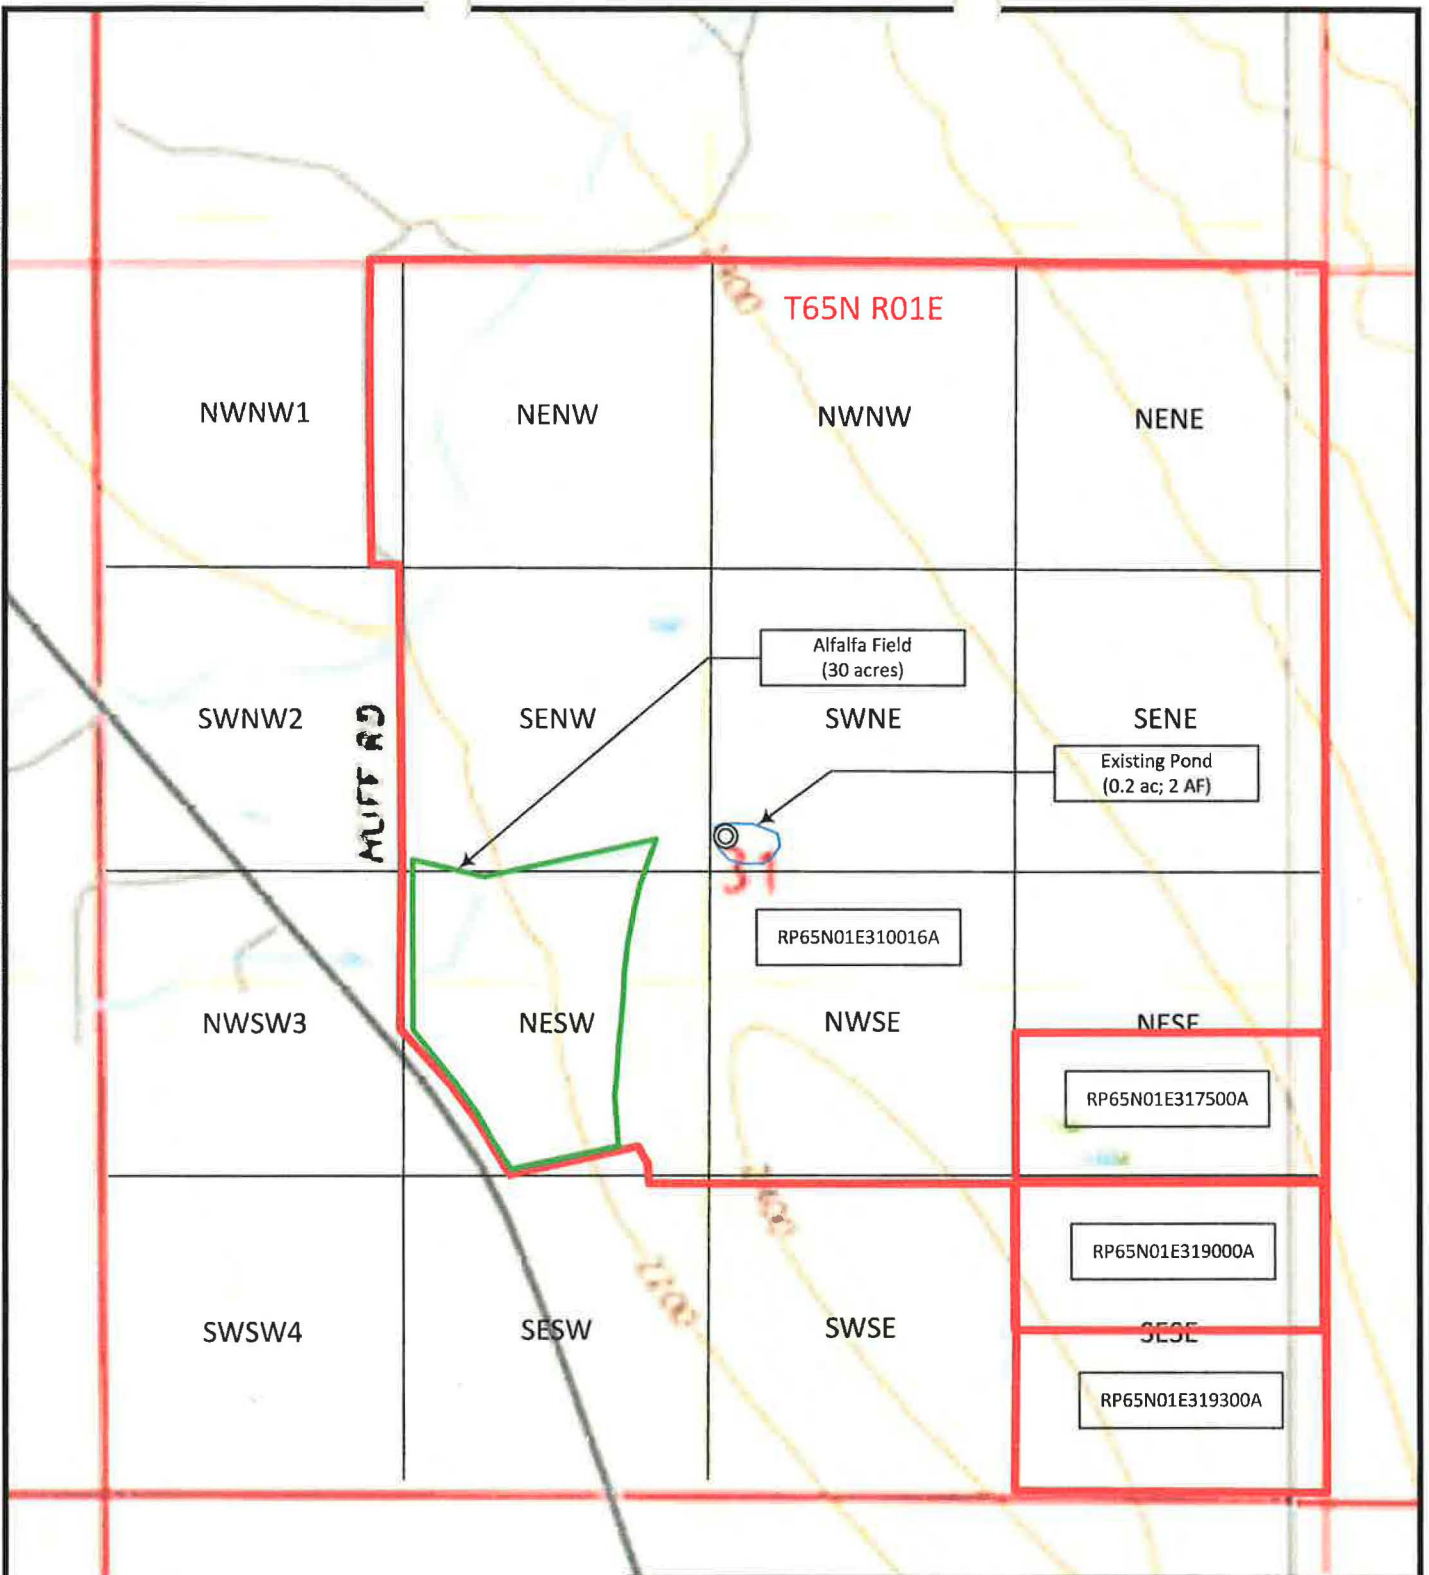 T65N R01E
NWNW1
NENW
NWNW
NENE
Alfalfa Field
(30 acres)
SWNW2
SENW
SWNE
SENE
Existing Pond
(0.2 ac; 2 AF)
31
RP65N01E310016A
NWSW3
NESW
NWSE
NESE
RP65N01E317500A
RP65N01E319000A
2200
SWSW4
SESW
SWSE
SESE
RP65N01E319300A